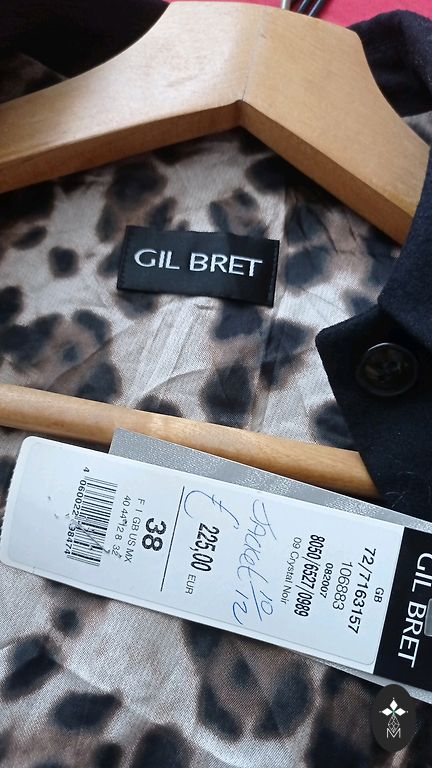 GIL BRET
GIL BRET
GB
72/7163157
106883
082007
8050/6527/0989
09 Crystal Noir
Jacket 10/12
£
225,00 EUR
38
F I GB US MX
40 44 12 8 32